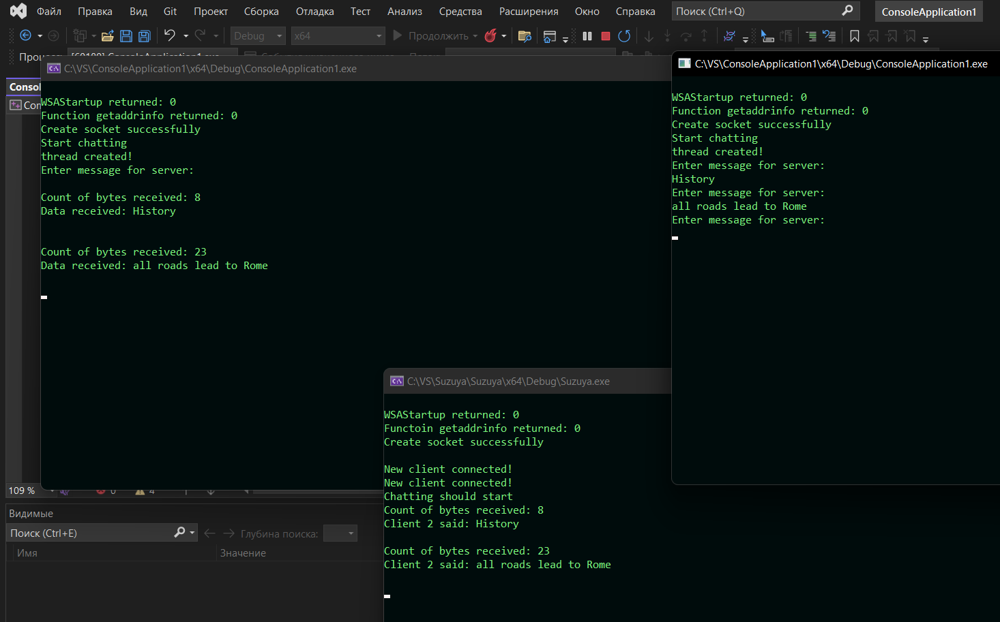 Файл Правка Вид Git Проект Сборка Отладка Тест Анализ Средства Расширения Окно Справка Поиск (Ctrl+Q) ConsoleApplication1
Debug x64 Продолжить
C:\VS\ConsoleApplication1\x64\Debug\ConsoleApplication1.exe
WSAStartup returned: 0
Function getaddrinfo returned: 0
Create socket successfully
Start chatting
thread created!
Enter message for server:
Count of bytes received: 8
Data received: History
Count of bytes received: 23
Data received: all roads lead to Rome
C:\VS\ConsoleApplication1\x64\Debug\ConsoleApplication1.exe
WSAStartup returned: 0
Function getaddrinfo returned: 0
Create socket successfully
Start chatting
thread created!
Enter message for server:
History
Enter message for server:
all roads lead to Rome
Enter message for server:
C:\VS\Suzuya\Suzuya\x64\Debug\Suzuya.exe
WSAStartup returned: 0
Functoin getaddrinfo returned: 0
Create socket successfully
New client connected!
New client connected!
Chatting should start
Count of bytes received: 8
Client 2 said: History
Count of bytes received: 23
Client 2 said: all roads lead to Rome
109 % 0 4
Видимые
Поиск (Ctrl+E) Глубина поиска:
Имя Значение